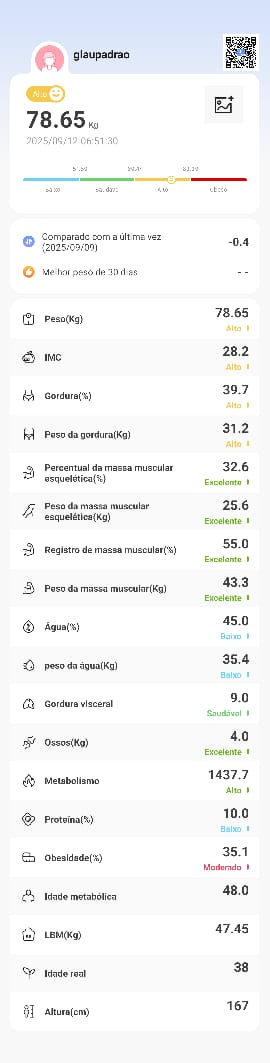 glaupadrao
Alto
78.65 Kg
2025/09/12 06:51:30
Baixo Saudável Alto Obeso
Comparado com a última vez
(2025/09/09)
-0.4
Melhor peso de 30 dias
- -
Peso(Kg)
78.65
Alto
IMC
28.2
Alto
Gordura(%)
39.7
Alto
Peso da gordura(Kg)
31.2
Alto
Percentual da massa muscular
esquelética(%)
32.6
Excelente
Peso da massa muscular
esquelética(Kg)
25.6
Excelente
Registro de massa muscular(%)
55.0
Excelente
Peso da massa muscular(Kg)
43.3
Excelente
Água(%)
45.0
Baixo
peso da água(Kg)
35.4
Baixo
Gordura visceral
9.0
Saudável
Ossos(Kg)
4.0
Excelente
Metabolismo
1437.7
Alto
Proteína(%)
10.0
Baixo
Obesidade(%)
35.1
Moderado
Idade metabólica
48.0
LBM(Kg)
47.45
Idade real
38
Altura(cm)
167